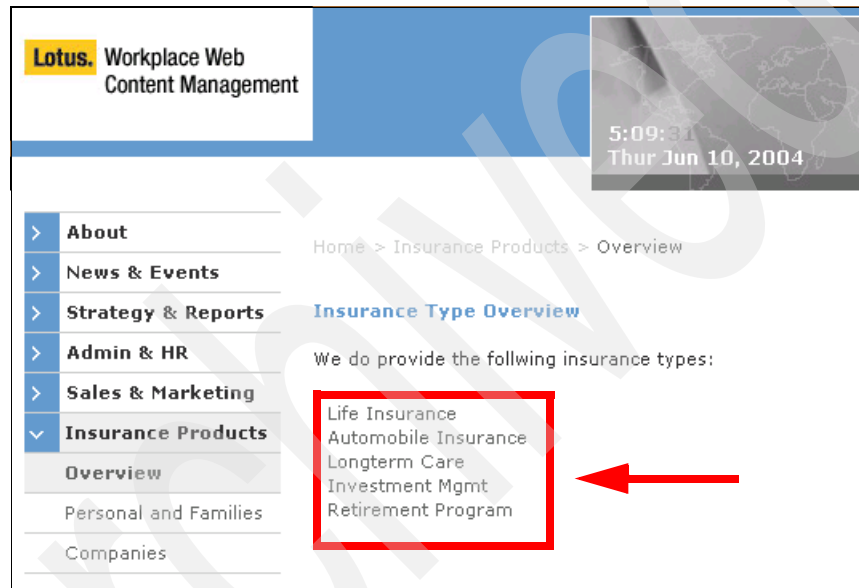 Lotus. Workplace Web
Content Management
5:09:31
Thur Jun 10, 2004
> About
> News & Events
> Strategy & Reports
> Admin & HR
> Sales & Marketing
Insurance Products
Overview
Personal and Families
Companies
Home > Insurance Products > Overview
Insurance Type Overview
We do provide the follwing insurance types:
Life Insurance
Automobile Insurance
Longterm Care
Investment Mgmt
Retirement Program